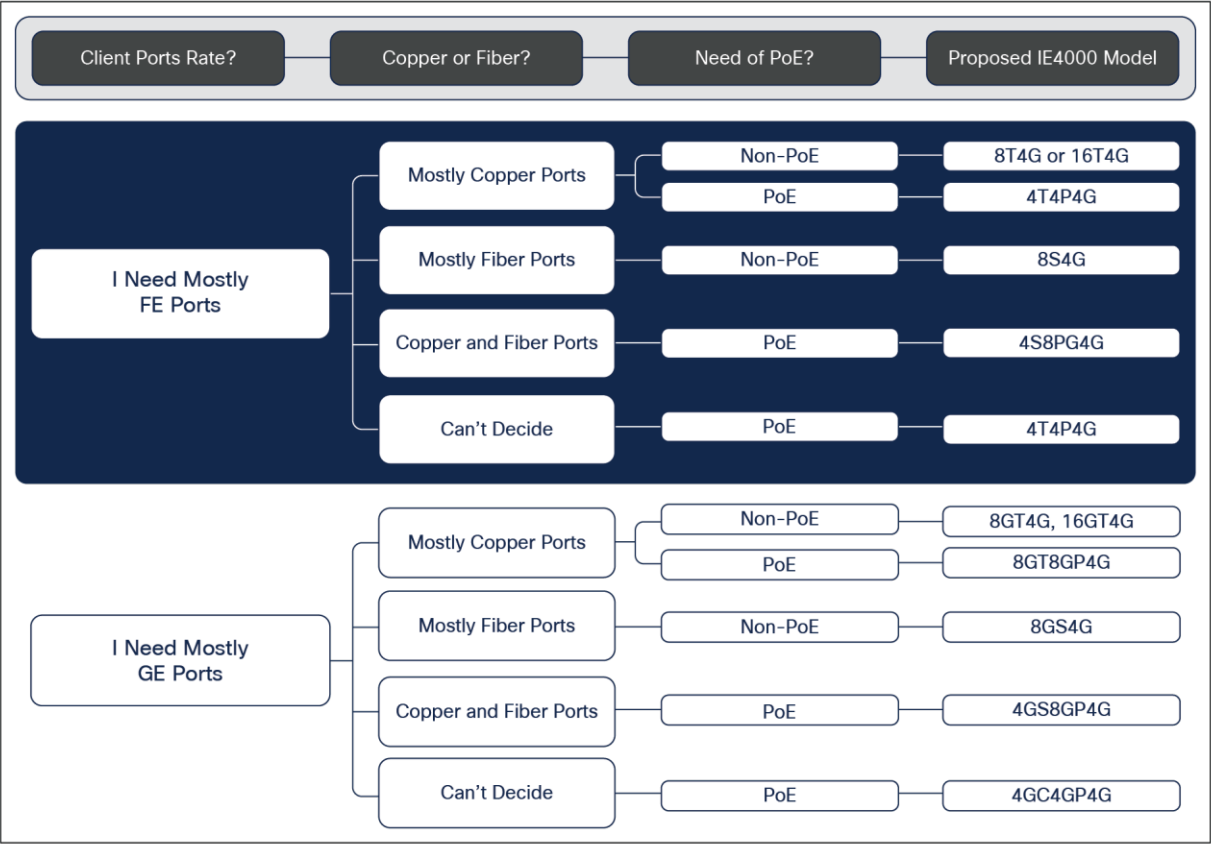 Client Ports Rate?
Copper or Fiber?
Need of PoE?
Proposed IE4000 Model
I Need Mostly
FE Ports
Mostly Copper Ports
Non-PoE
8T4G or 16T4G
PoE
4T4P4G
Mostly Fiber Ports
Non-PoE
8S4G
Copper and Fiber Ports
PoE
4S8PG4G
Can't Decide
PoE
4T4P4G
I Need Mostly
GE Ports
Mostly Copper Ports
Non-PoE
8GT4G, 16GT4G
PoE
8GT8GP4G
Mostly Fiber Ports
Non-PoE
8GS4G
Copper and Fiber Ports
PoE
4GS8GP4G
Can't Decide
PoE
4GC4GP4G